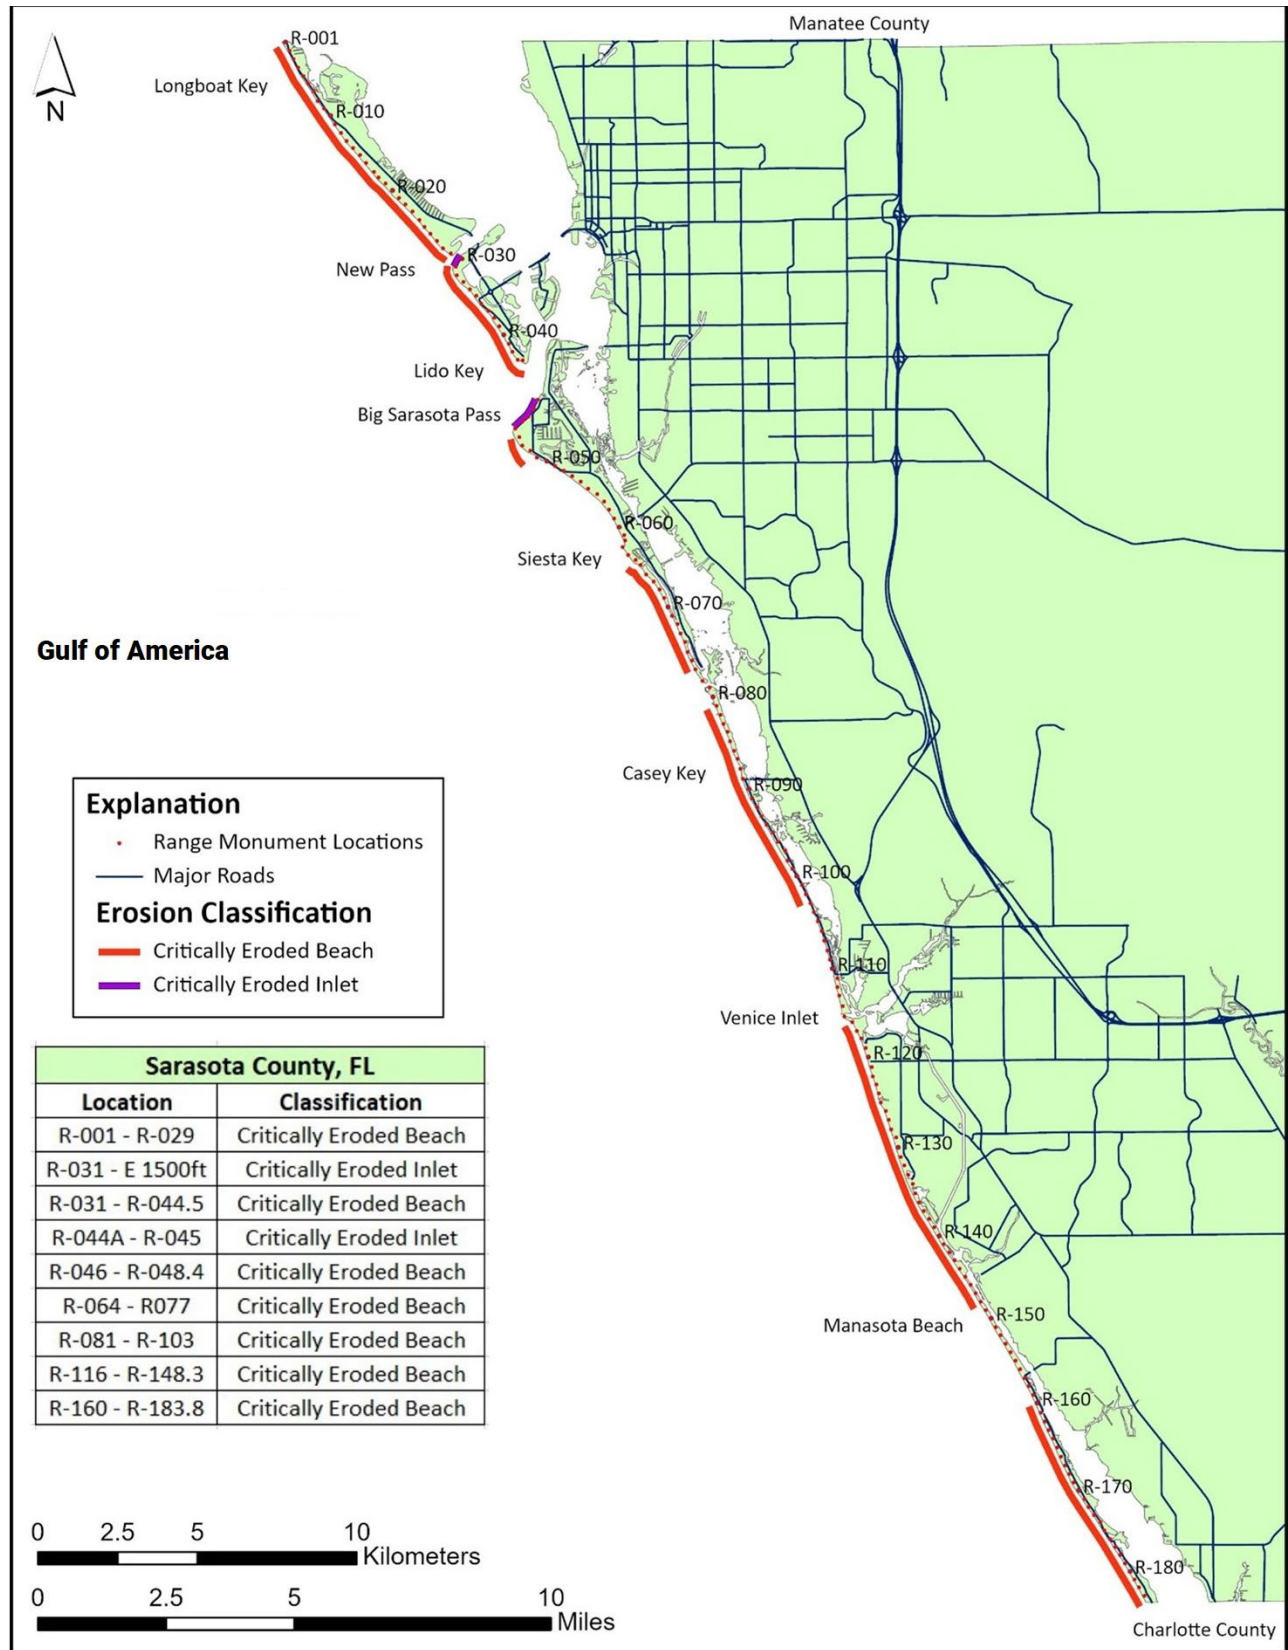 Manatee County
R-001
N
Longboat Key
R-010
R-020
R-030
New Pass
R-040
Lido Key
Big Sarasota Pass
R-050
R-060
Siesta Key
R-070
Gulf of America
R-080
Casey Key
R-090
R-100
R-110
Venice Inlet
R-120
R-130
R-140
Manasota Beach
R-150
R-160
R-170
R-180
Charlotte County
Explanation
Range Monument Locations
Major Roads
Erosion Classification
Critically Eroded Beach
Critically Eroded Inlet
Sarasota County, FL
Location Classification
R-001 - R-029 Critically Eroded Beach
R-031 - E 1500ft Critically Eroded Inlet
R-031 - R-044.5 Critically Eroded Beach
R-044A - R-045 Critically Eroded Inlet
R-046 - R-048.4 Critically Eroded Beach
R-064 - R077 Critically Eroded Beach
R-081 - R-103 Critically Eroded Beach
R-116 - R-148.3 Critically Eroded Beach
R-160 - R-183.8 Critically Eroded Beach
0 2.5 5 10
Kilometers
0 2.5 5 10
Miles